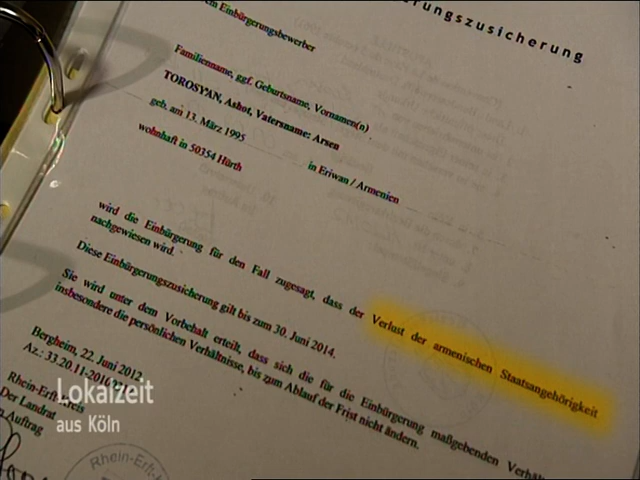 rungszusicherung
Einbürgerungsbewerber
Familienname, ggf. Geburtsname, Vornamen(n)
TOROSYAN, Ashot, Vatersname: Arsen
geb. am 13. März 1995
in Eriwan / Armenien
wohnhaft in 50354 Hürth
wird die Einbürgerung für den Fall zugesagt, dass der Verlust der armenischen Staatsangehörigkeit
nachgewiesen wird.
Diese Einbürgerungszusicherung gilt bis zum 30. Juni 2014.
Sie wird unter dem Vorbehalt erteilt, dass sich die für die Einbürgerung maßgebenden Verhält
insbesondere die persönlichen Verhältnisse, bis zum Ablauf der Frist nicht ändern.
Bergheim, 22. Juni 2012
Az.: 33.20.11-2016
Rhein-Erft-Kreis
Der Landrat
Auftrag
Rhein-Erft
Lokalzeit
aus Köln